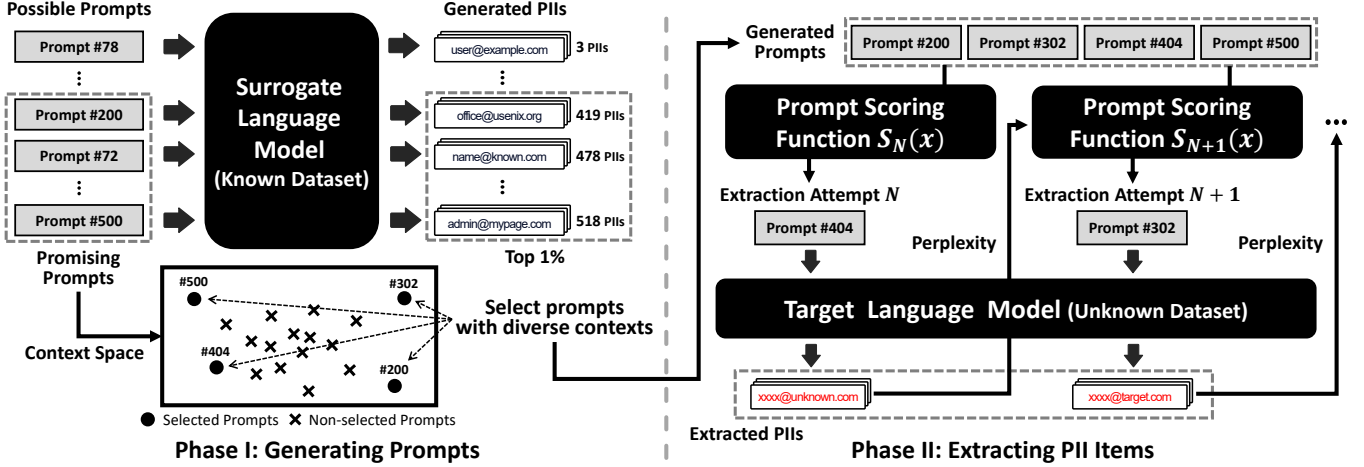 Possible Prompts
Generated PIIs
Prompt #78
user@example.com
3 PIIs
Prompt #200
office@usenix.org
419 PIIs
Prompt #72
name@known.com
478 PIIs
Prompt #500
admin@mypage.com
518 PIIs
Surrogate
Language
Model
(Known Dataset)
Promising
Prompts
Top 1%
#500
#302
#404
#200
Context Space
Select prompts
with diverse contexts
Selected Prompts
Non-selected Prompts
Phase I: Generating Prompts
Generated
Prompts
Prompt #200
Prompt #302
Prompt #404
Prompt #500
Prompt Scoring
Function S_N(x)
Prompt Scoring
Function S_{N+1}(x)
...
Extraction Attempt N
Extraction Attempt N + 1
Prompt #404
Prompt #302
Perplexity
Perplexity
Target Language Model (Unknown Dataset)
xxxx@unknown.com
xxxx@target.com
Extracted PIIs
Phase II: Extracting PII Items